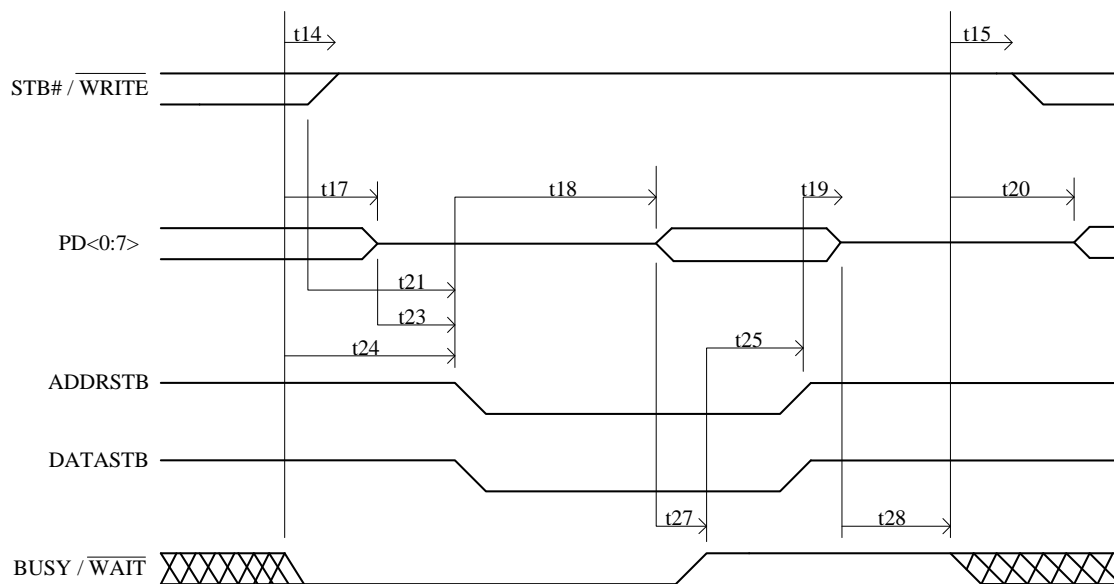 t14
t15
STB# / WRITE
t17
t18
t19
t20
PD<0:7>
t21
t23
t24
t25
ADDRSTB
DATASTB
t27
t28
BUSY / WAIT